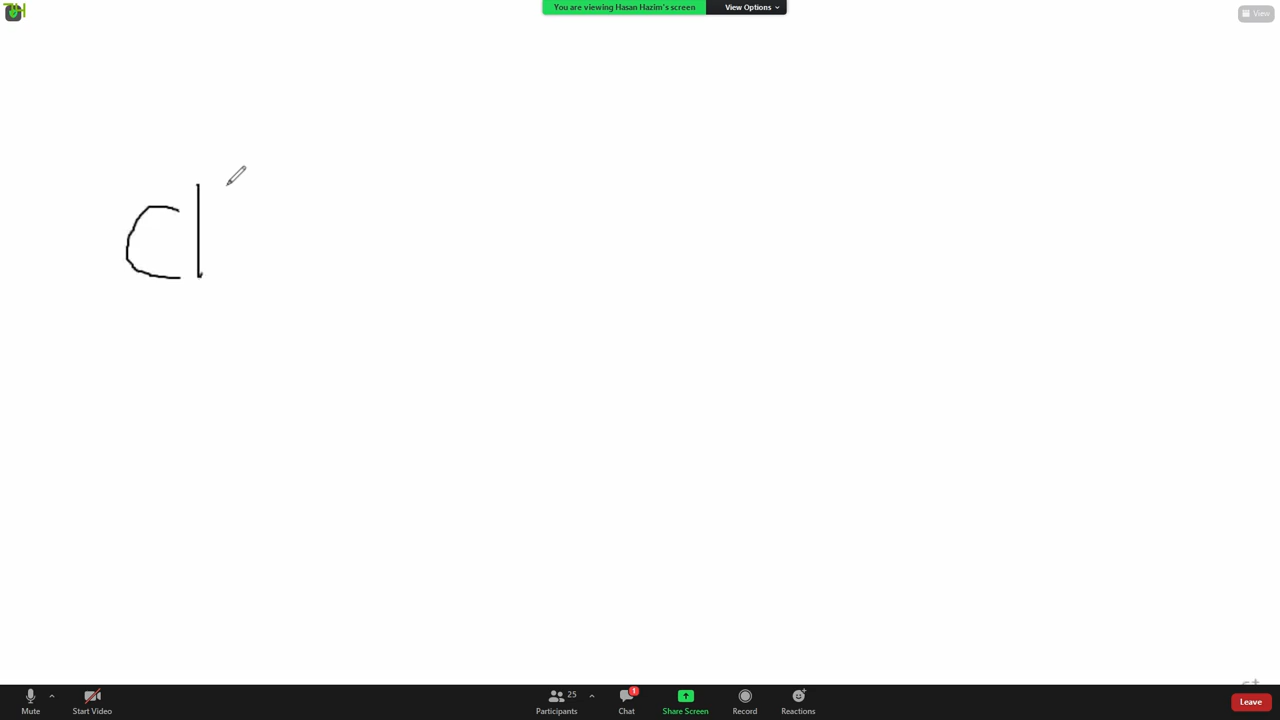 You are viewing Hasan Hazim's screen View Options
View
Cl
Mute Start Video 25 Participants 1 Chat Share Screen Record Reactions Leave